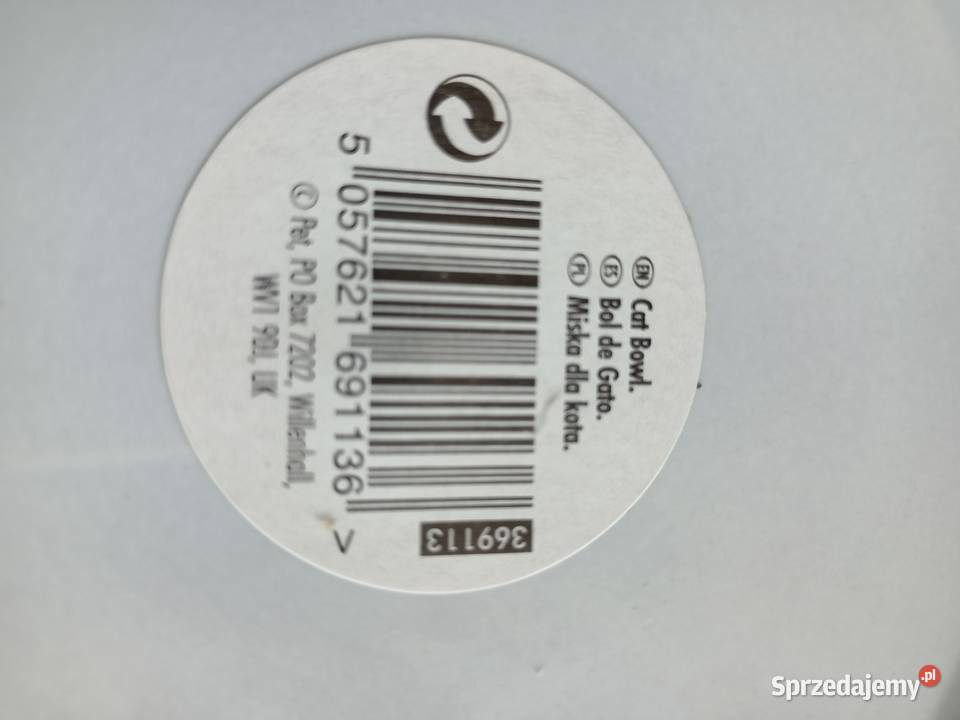 EN Cat Bowl.
ES Bol de Gato.
PL Miska dla kota.
5 057621 691136 >
369113
© Pet, PO Box 7202, Willenhall,
WV1 9DJ, UK
Sprzedajemy.pl